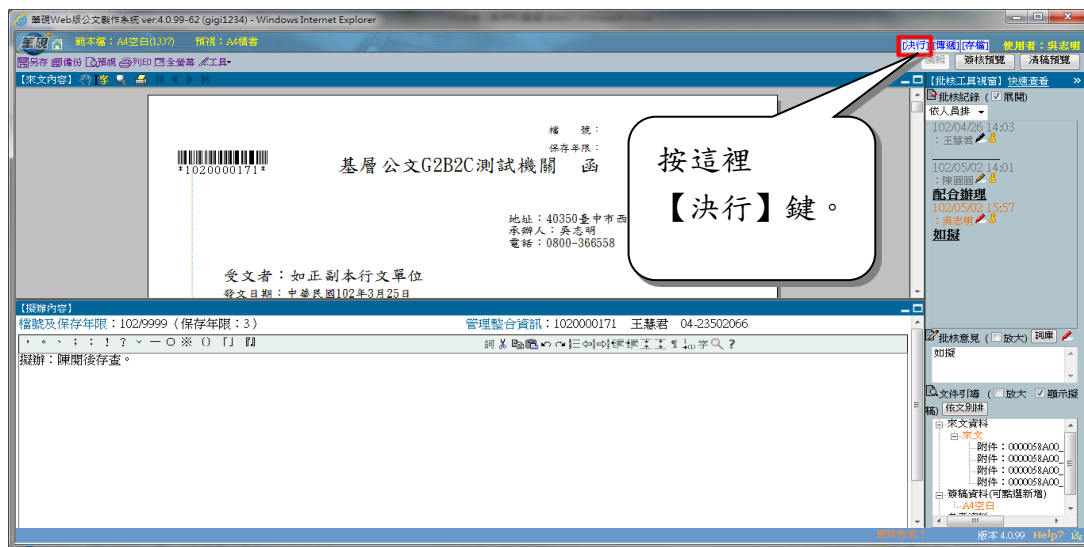 筆硯Web版公文製作系統 ver:4.0.99-62 (gigi1234) - Windows Internet Explorer
筆硯 範本檔：A4空白(1337) 預視：A4橫書
[決行][傳遞][存檔] 使用者：吳志明
另存 備份 預視 列印 全螢幕 工具
編輯 簽核預覽 清稿預覽
【來文內容】
檔 號：
保存年限：
*1020000171*
基層公文G2B2C測試機關 函
地址：40350臺中市西
承辦人：吳志明
電話：0800-366558
受文者：如正副本行文單位
發文日期：中華民國102年3月25日
按這裡
【決行】鍵。
【批核工具視窗】快速查看 »
批核紀錄 (展開)
依人員排
102/04/26 14:03
：王慧君
102/05/02 14:01
：陳圓圓
配合辦理
102/05/02 15:57
：吳志明
如擬
【擬辦內容】
檔號及保存年限：102/9999（保存年限：3） 管理整合資訊：1020000171 王慧君 04-23502066
擬辦：陳閱後存查。
批核意見 (放大) 詞庫
如擬
文件引導 (放大 顯示擬
稿) 依文別排
來文資料
來文
附件：0000058A00_
附件：0000058A00_
附件：0000058A00_
附件：0000058A00_
簽稿資料(可點選新增)
A4空白
版本 4.0.99 Help?